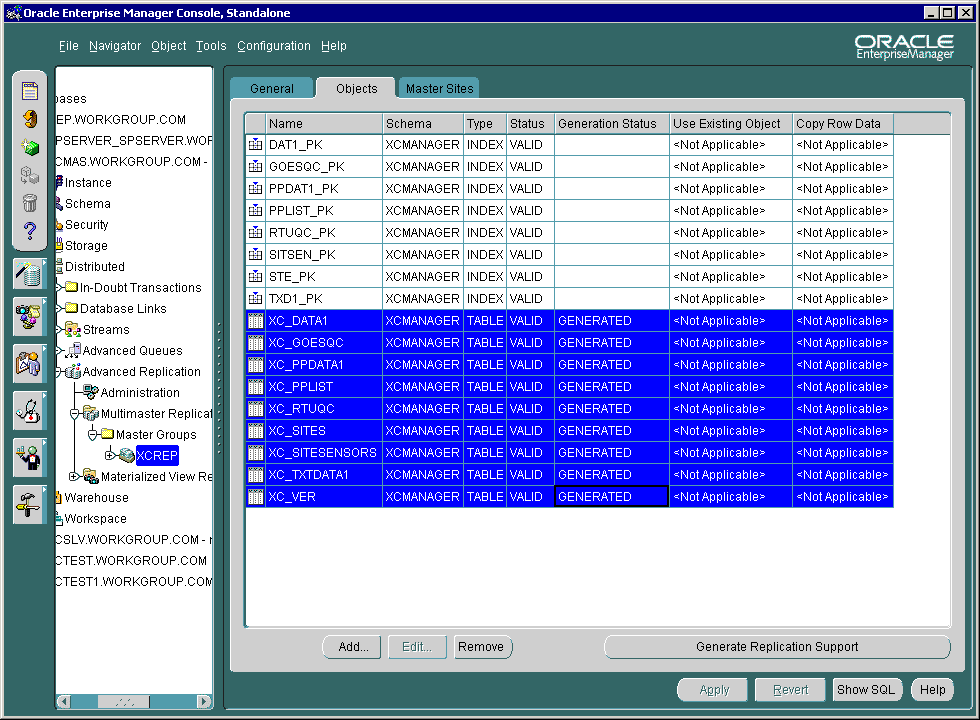 Oracle Enterprise Manager Console, Standalone
File Navigator Object Tools Configuration Help
ORACLE
EnterpriseManager
bases
EP.WORKGROUP.COM
PSERVER_SPSERVER.WOR
CMAS.WORKGROUP.COM -
Instance
Schema
Security
Storage
Distributed
In-Doubt Transactions
Database Links
Streams
Advanced Queues
Advanced Replication
Administration
Multimaster Replicat
Master Groups
XCREP
Materialized View Re
Warehouse
Workspace
CSLV.WORKGROUP.COM - r
CTEST.WORKGROUP.COM
CTEST1.WORKGROUP.COM
General Objects Master Sites
Name Schema Type Status Generation Status Use Existing Object Copy Row Data
DAT1_PK XCMANAGER INDEX VALID <Not Applicable> <Not Applicable>
GOESQC_PK XCMANAGER INDEX VALID <Not Applicable> <Not Applicable>
PPDAT1_PK XCMANAGER INDEX VALID <Not Applicable> <Not Applicable>
PPLIST_PK XCMANAGER INDEX VALID <Not Applicable> <Not Applicable>
RTUQC_PK XCMANAGER INDEX VALID <Not Applicable> <Not Applicable>
SITSEN_PK XCMANAGER INDEX VALID <Not Applicable> <Not Applicable>
STE_PK XCMANAGER INDEX VALID <Not Applicable> <Not Applicable>
TXD1_PK XCMANAGER INDEX VALID <Not Applicable> <Not Applicable>
XC_DATA1 XCMANAGER TABLE VALID GENERATED <Not Applicable> <Not Applicable>
XC_GOESQC XCMANAGER TABLE VALID GENERATED <Not Applicable> <Not Applicable>
XC_PPDATA1 XCMANAGER TABLE VALID GENERATED <Not Applicable> <Not Applicable>
XC_PPLIST XCMANAGER TABLE VALID GENERATED <Not Applicable> <Not Applicable>
XC_RTUQC XCMANAGER TABLE VALID GENERATED <Not Applicable> <Not Applicable>
XC_SITES XCMANAGER TABLE VALID GENERATED <Not Applicable> <Not Applicable>
XC_SITESENSORS XCMANAGER TABLE VALID GENERATED <Not Applicable> <Not Applicable>
XC_TXTDATA1 XCMANAGER TABLE VALID GENERATED <Not Applicable> <Not Applicable>
XC_VER XCMANAGER TABLE VALID GENERATED <Not Applicable> <Not Applicable>
Add... Edit... Remove Generate Replication Support
Apply Revert Show SQL Help